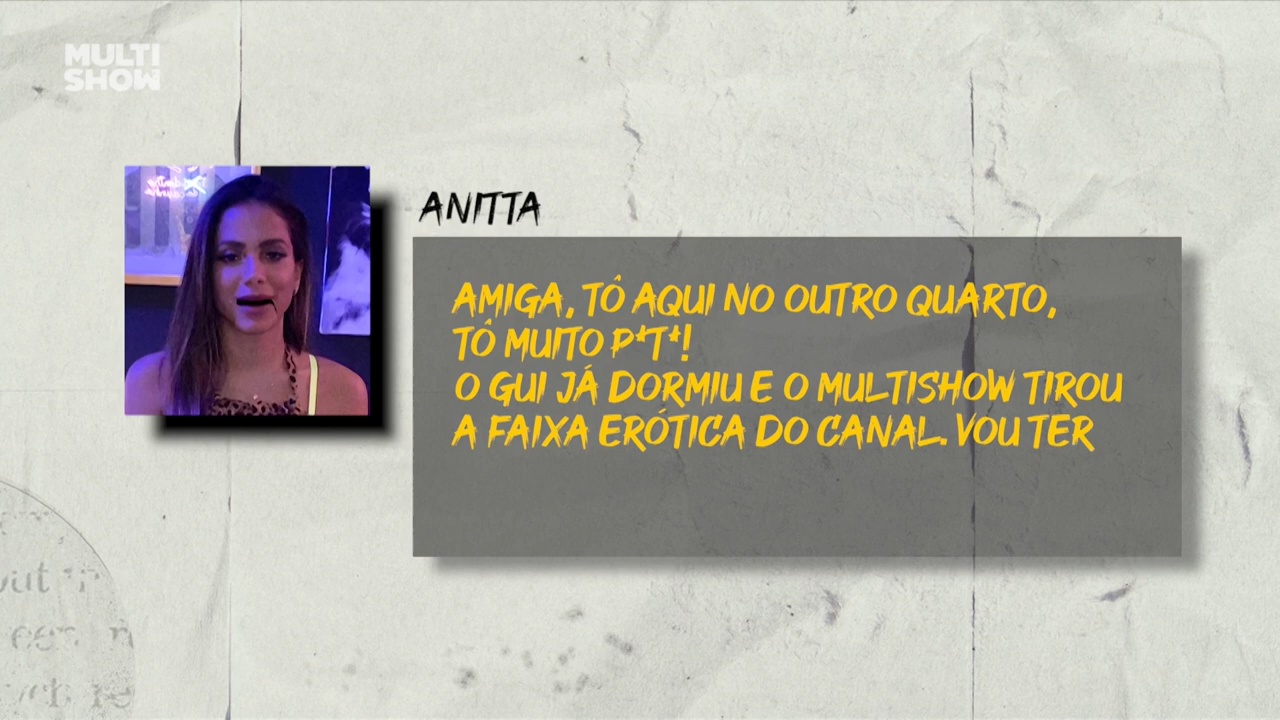 MULTI
SHOW
ANITTA
AMIGA, TÔ AQUI NO OUTRO QUARTO,
TÔ MUITO P*T*!
O GUI JÁ DORMIU E O MULTISHOW TIROU
A FAIXA ERÓTICA DO CANAL. VOU TER